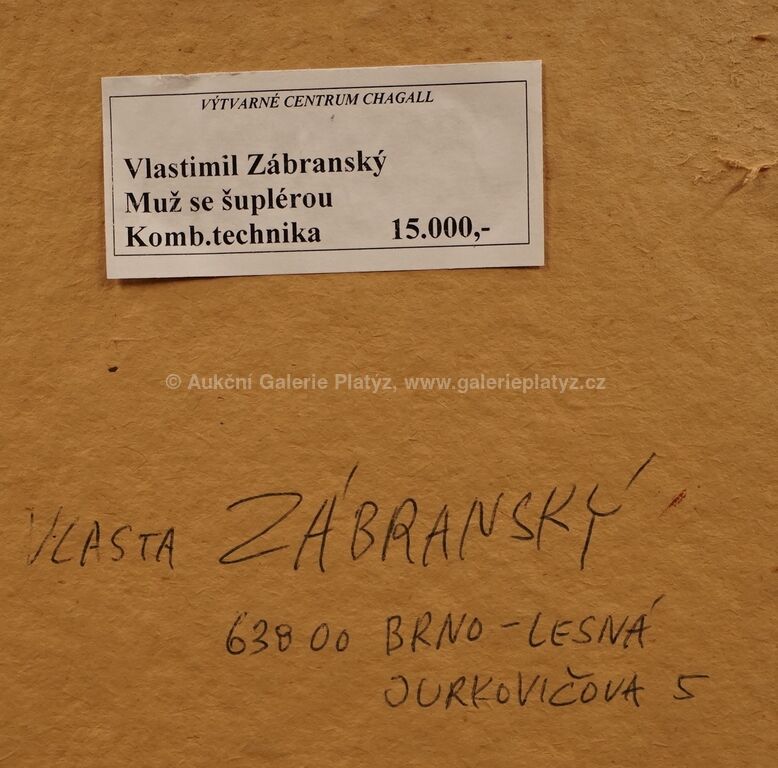 VÝTVARNÉ CENTRUM CHAGALL
Vlastimil Zábranský
Muž se šuplérou
Komb.technika 15.000,-
© Aukční Galerie Platýz, www.galerieplatyz.cz
VLASTA ZÁBRANSKÝ
638 00 BRNO - LESNÁ
JURKOVIČOVA 5